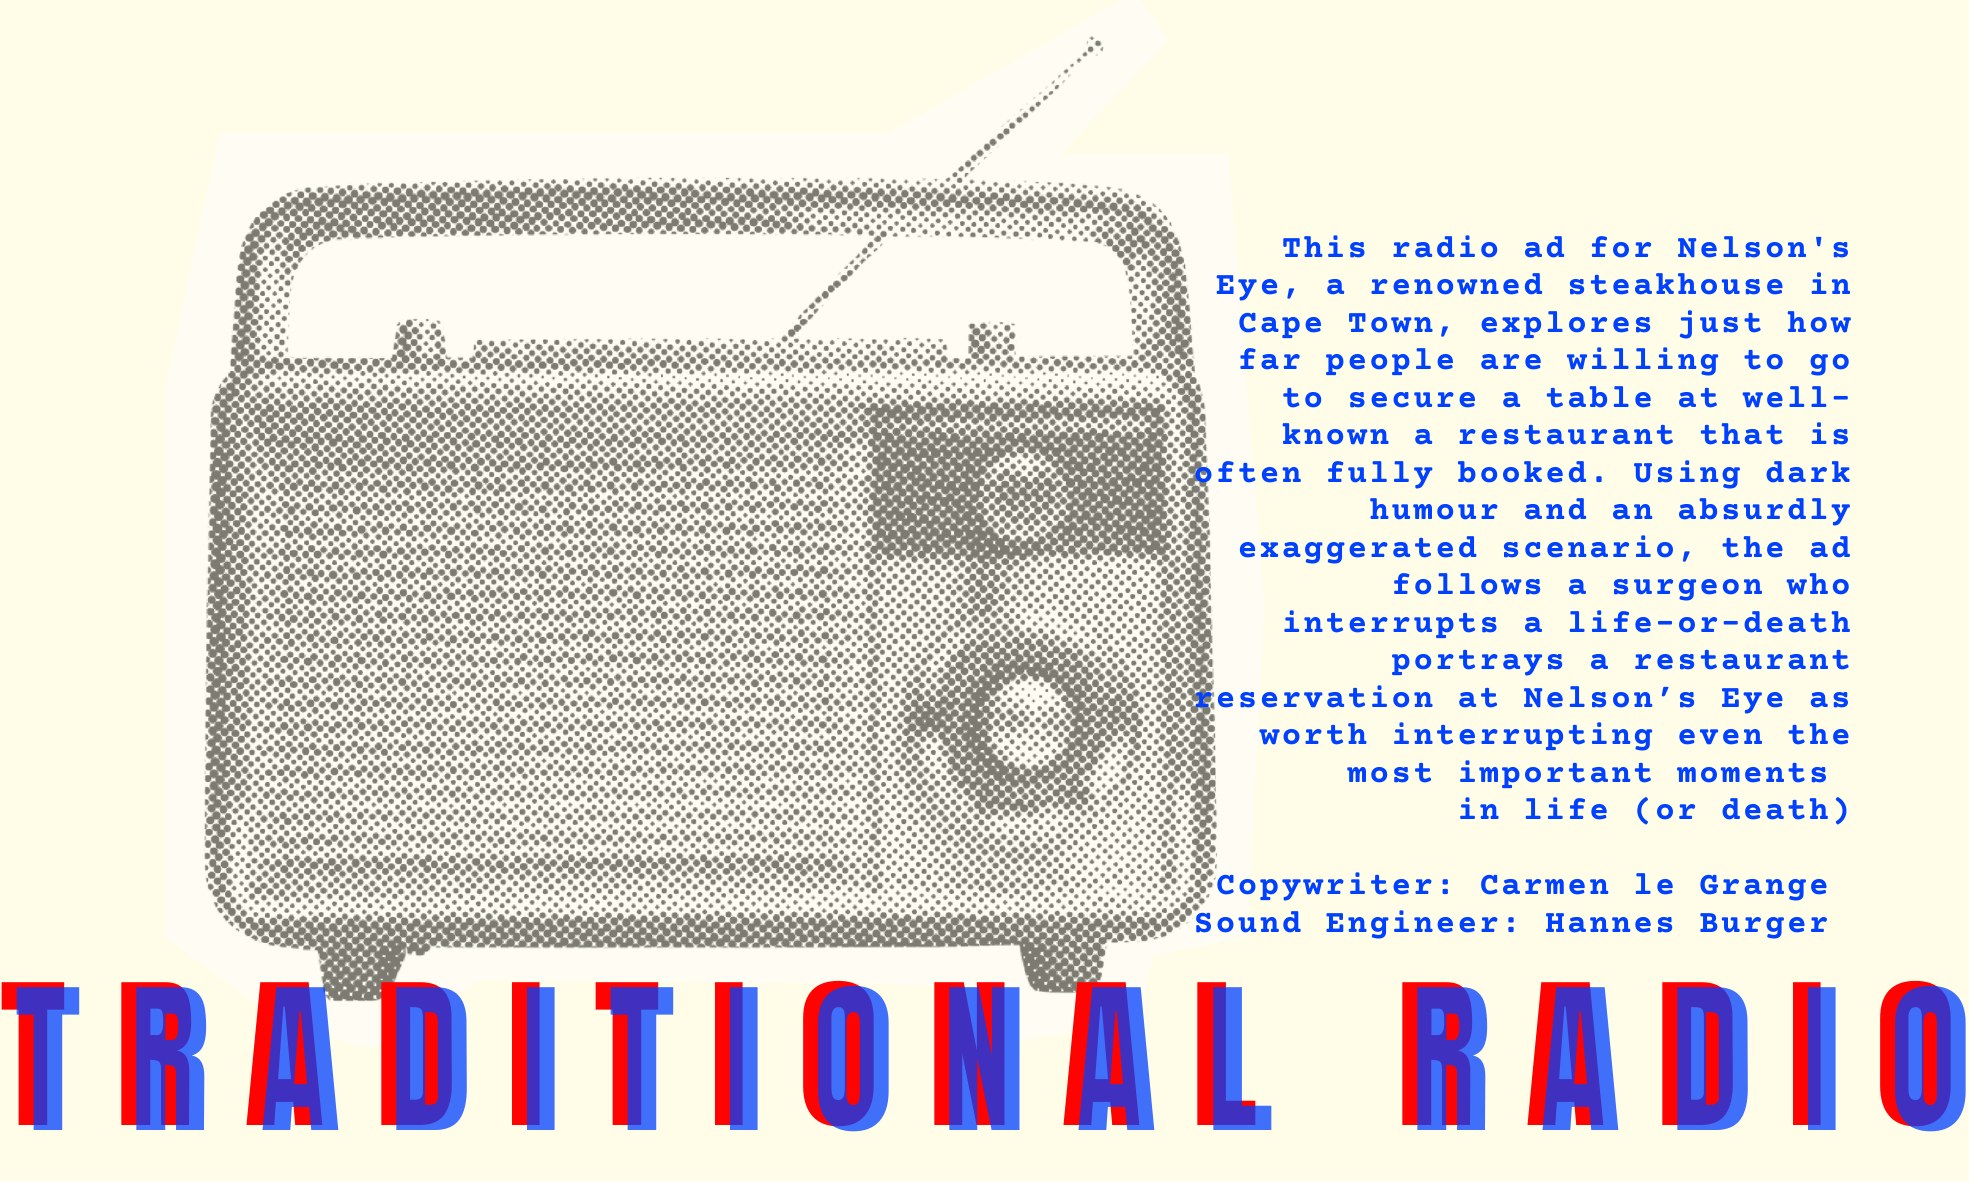 This radio ad for Nelson's
Eye, a renowned steakhouse in
Cape Town, explores just how
far people are willing to go
to secure a table at well-
known a restaurant that is
often fully booked. Using dark
humour and an absurdly
exaggerated scenario, the ad
follows a surgeon who
interrupts a life-or-death
portrays a restaurant
reservation at Nelson’s Eye as
worth interrupting even the
most important moments
in life (or death)
Copywriter: Carmen le Grange
Sound Engineer: Hannes Burger
TRADITIONAL RADIO